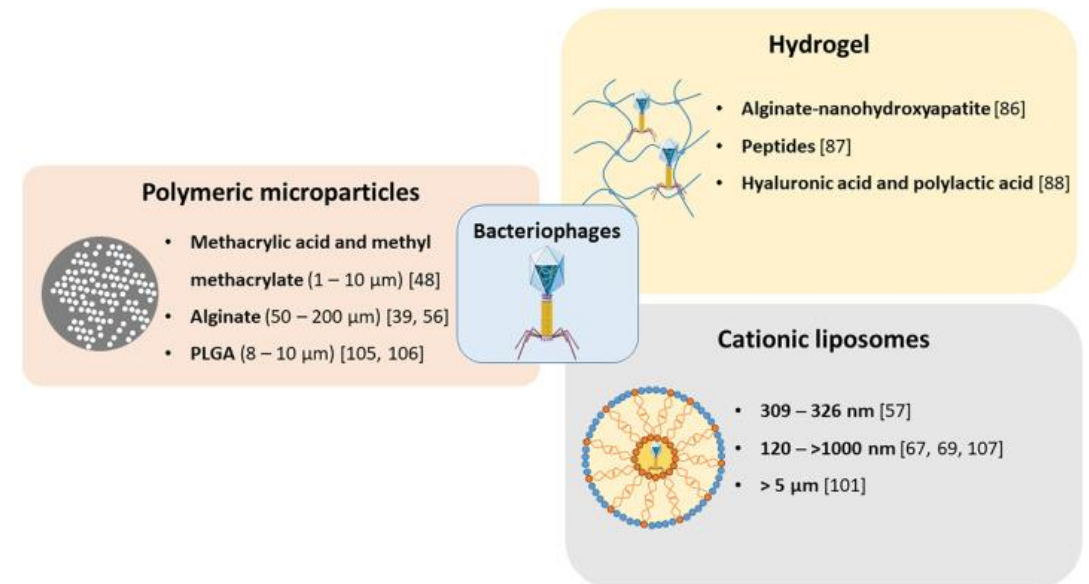 Hydrogel
• Alginate-nanohydroxyapatite [86]
• Peptides [87]
• Hyaluronic acid and polylactic acid [88]
Polymeric microparticles
• Methacrylic acid and methyl
methacrylate (1 – 10 µm) [48]
• Alginate (50 – 200 µm) [39, 56]
• PLGA (8 – 10 µm) [105, 106]
Bacteriophages
Cationic liposomes
• 309 – 326 nm [57]
• 120 – >1000 nm [67, 69, 107]
• > 5 µm [101]